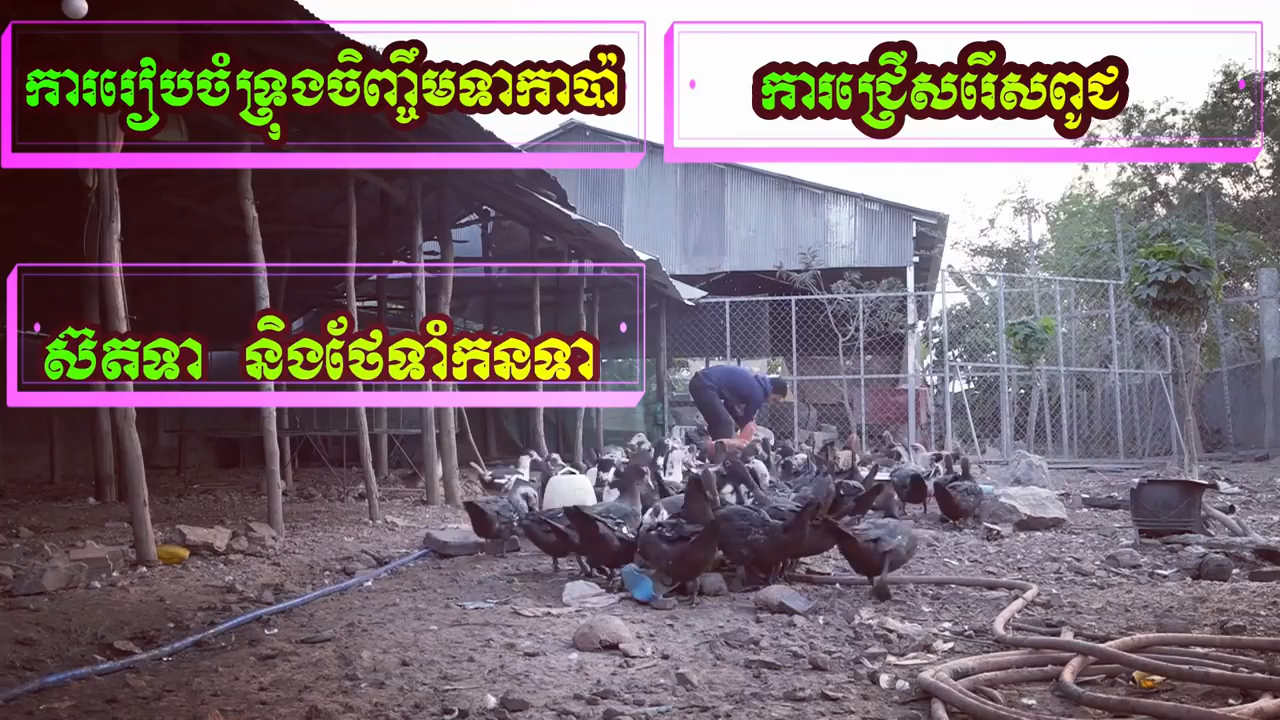 ការរៀបចំទ្រុងចិញ្ចឹមទាកាប៉ា
ការជ្រើសរើសពូជ
ស៊តទា និងថែទាំកនទា